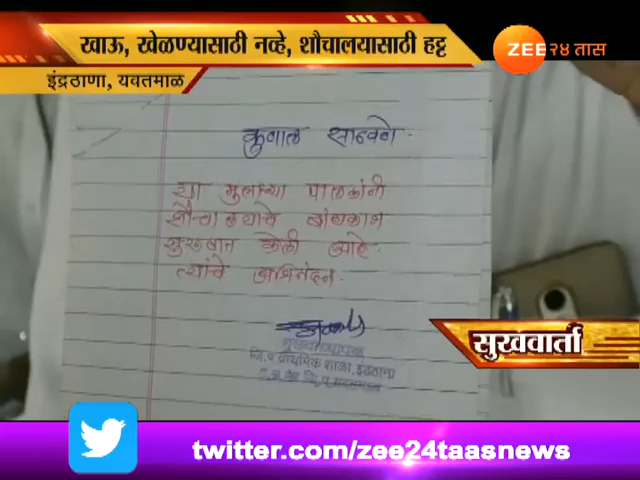 खाऊ, खेळण्यासाठी नव्हे, शौचालयासाठी हट्ट
ZEE २४ तास
इंद्रठाणा, यवतमाळ
कुणाल
या मुलाच्या पालकांनी
शौचालयाचे बांधकाम
सुरुवात केली आहे.
त्यांचे अभिनंदन.
मुख्याध्यापक
जि.प प्राथमिक शाळा, इंद्रठाणा
सुखवार्ता
twitter.com/zee24taasnews